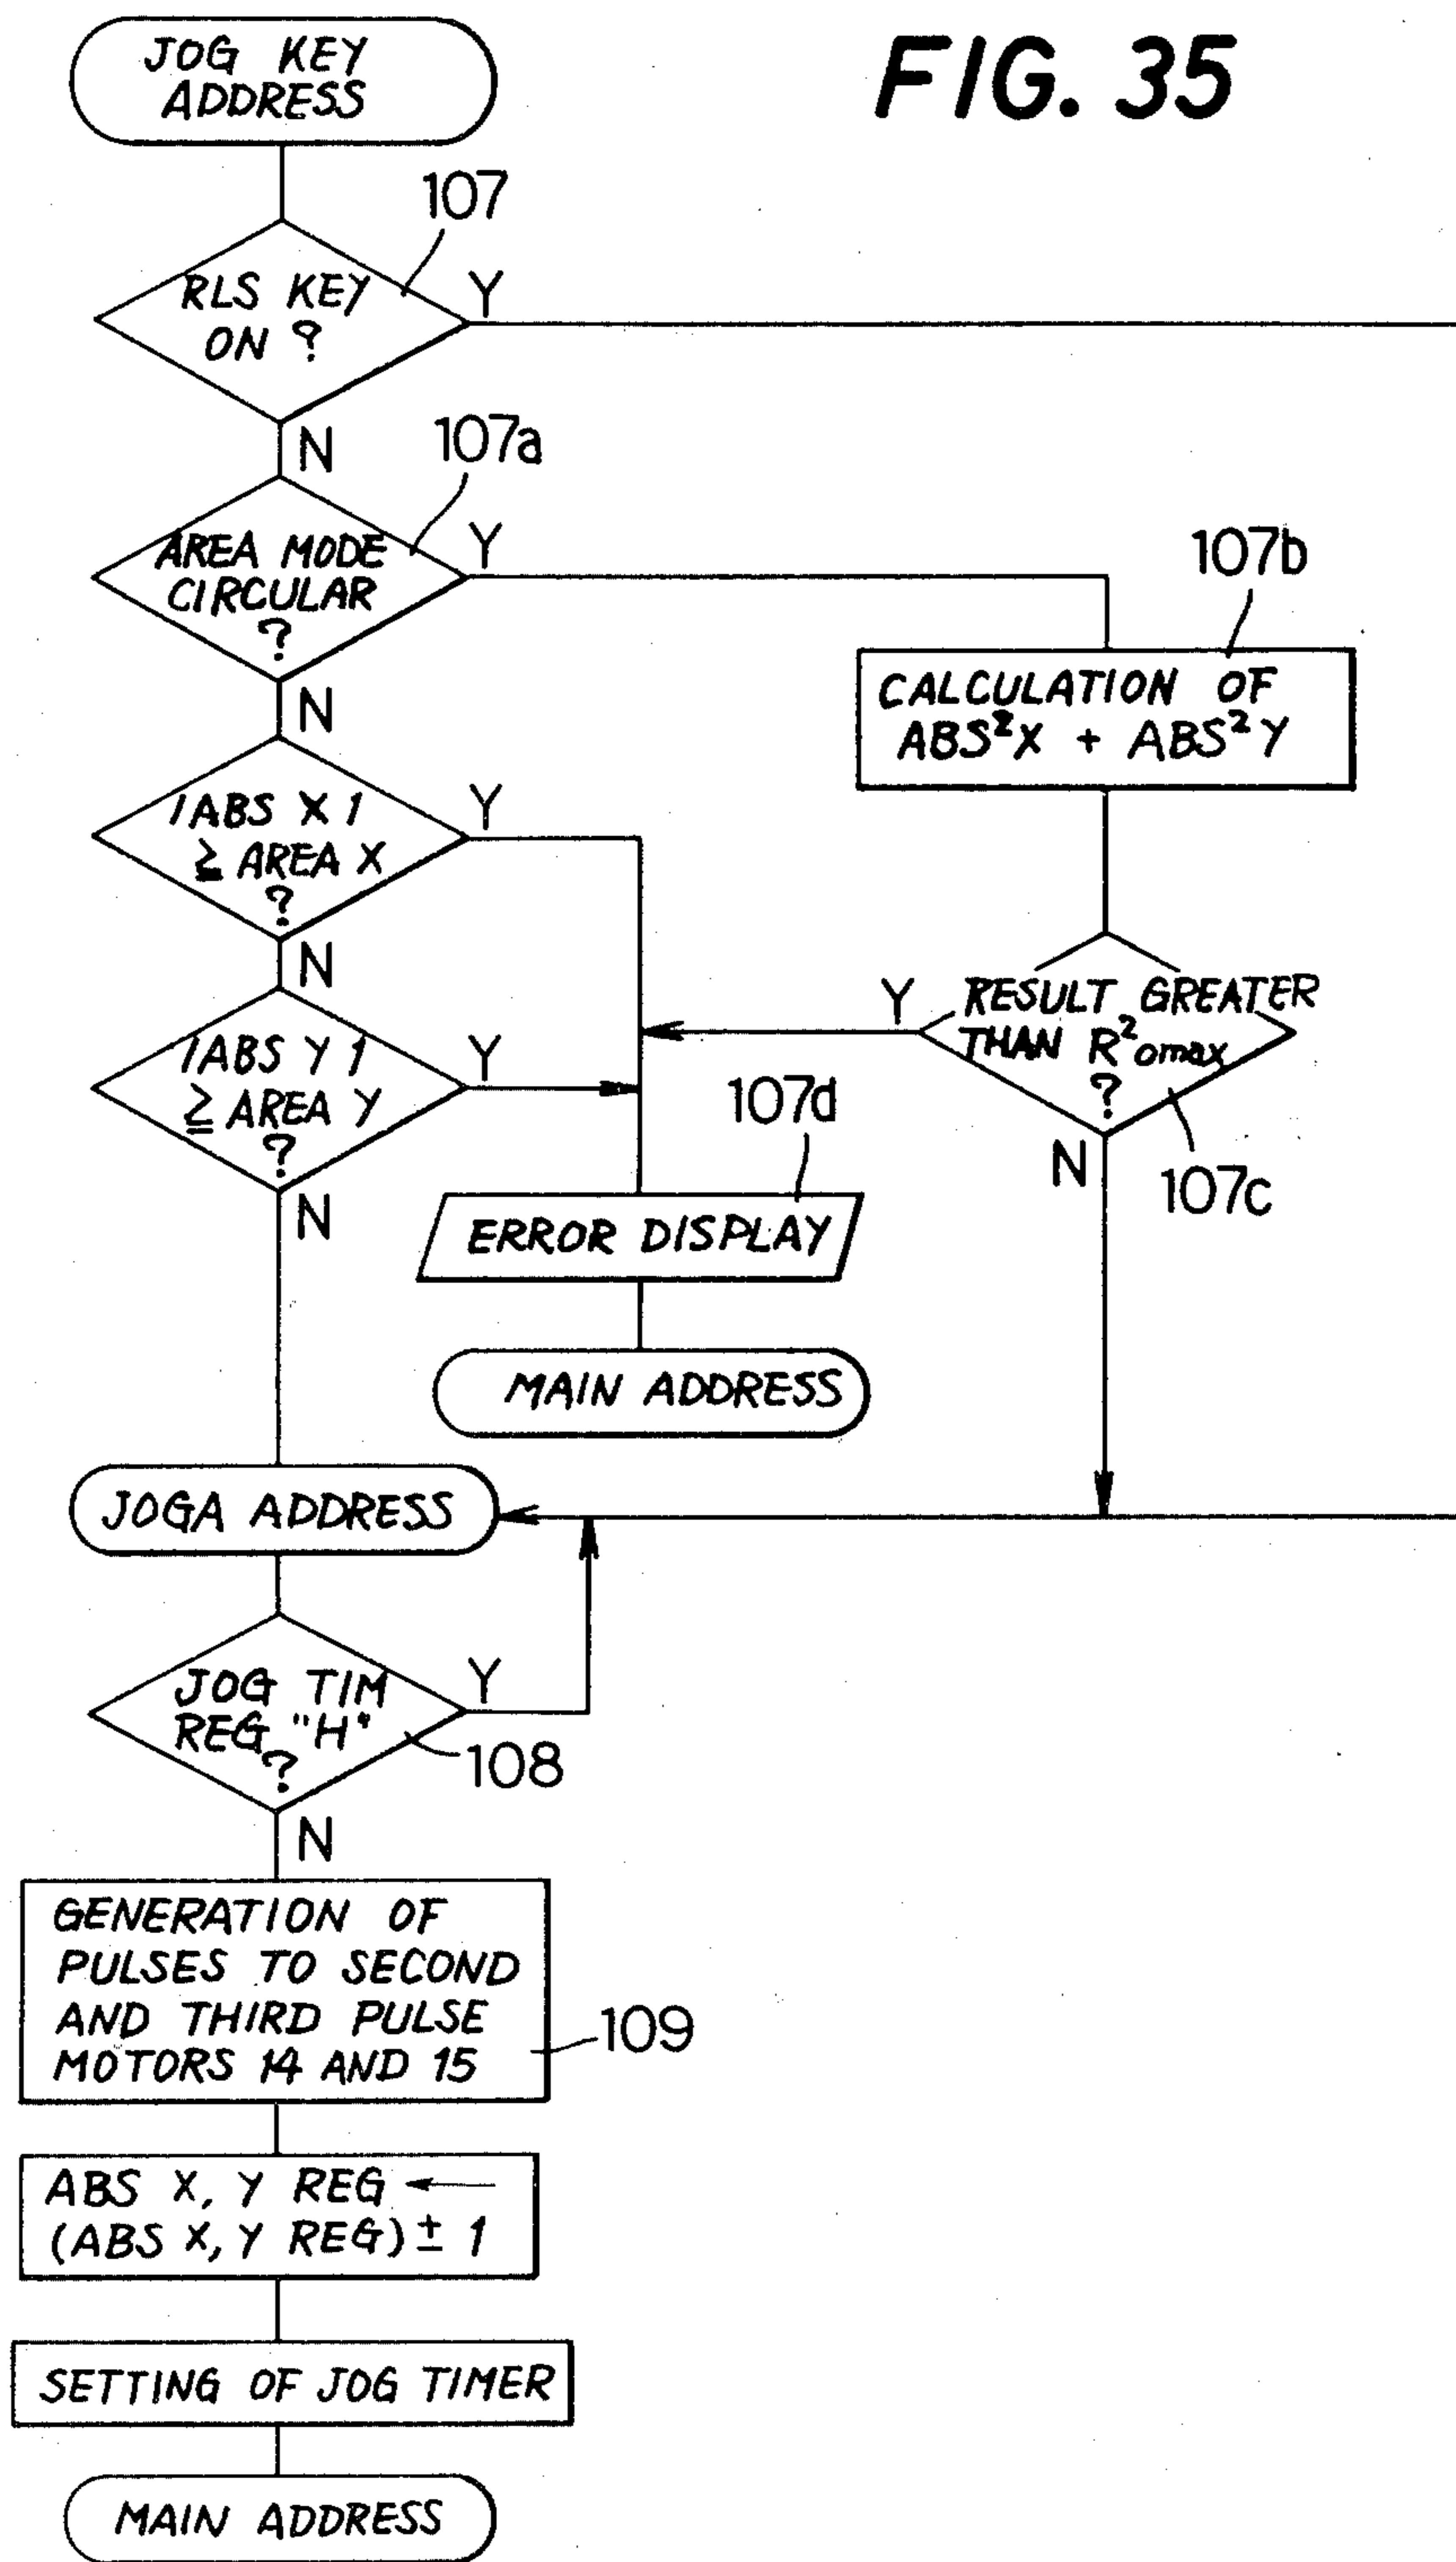 FIG. 35
JOG KEY
ADDRESS
107
RLS KEY
ON ?
Y
N
107a
AREA MODE
CIRCULAR
?
Y
N
107b
CALCULATION OF
ABS²X + ABS²Y
|ABS X|
≧ AREA X
?
Y
N
RESULT GREATER
THAN R²omax
?
Y
N
107c
|ABS Y|
≧ AREA Y
?
Y
N
107d
ERROR DISPLAY
MAIN ADDRESS
JOGA ADDRESS
JOG TIM
REG "H"
?
Y
108
N
GENERATION OF
PULSES TO SECOND
AND THIRD PULSE
MOTORS 14 AND 15
109
ABS X, Y REG ←
(ABS X, Y REG) ± 1
SETTING OF JOG TIMER
MAIN ADDRESS